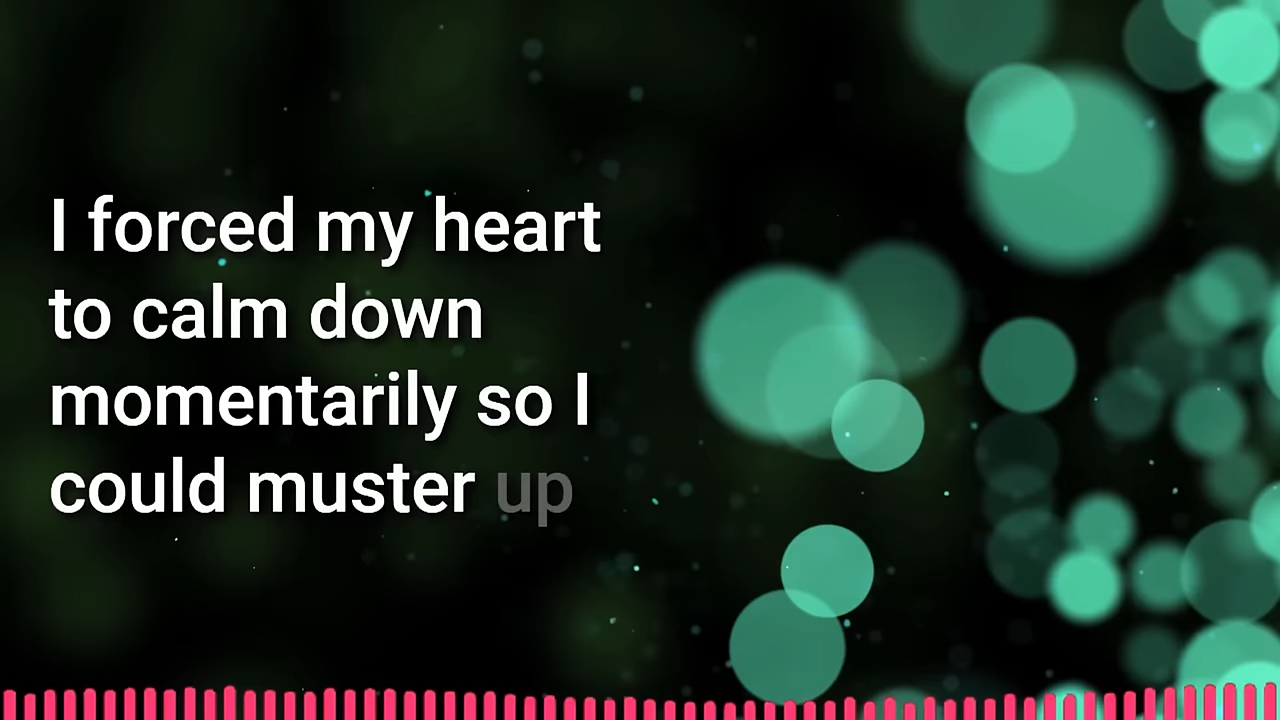 I forced my heart
to calm down
momentarily so I
could muster up